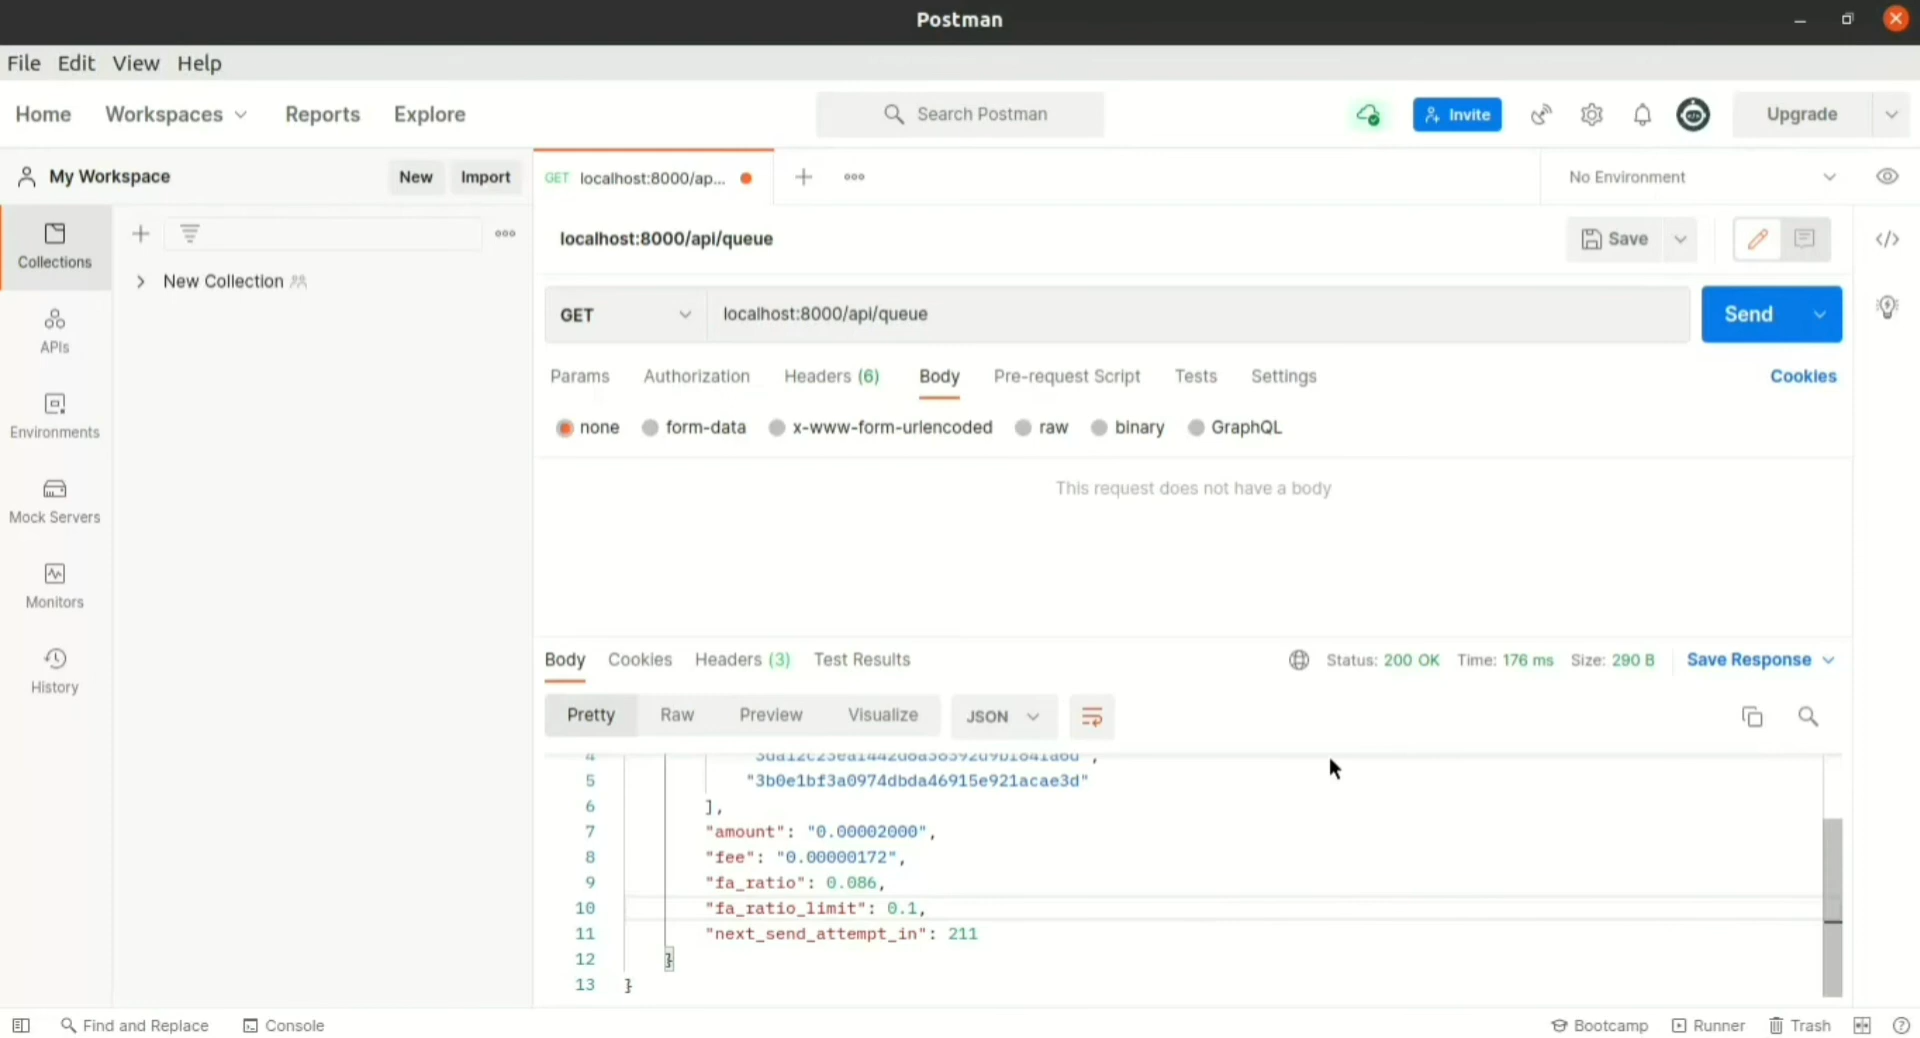 Postman
File Edit View Help
Home Workspaces Reports Explore Search Postman Invite Upgrade
My Workspace New Import GET localhost:8000/ap... No Environment
Collections
New Collection
APIs
Environments
Mock Servers
Monitors
History
localhost:8000/api/queue Save
GET localhost:8000/api/queue Send
Params Authorization Headers (6) Body Pre-request Script Tests Settings Cookies
none form-data x-www-form-urlencoded raw binary GraphQL
This request does not have a body
Body Cookies Headers (3) Test Results Status: 200 OK Time: 176 ms Size: 290 B Save Response
Pretty Raw Preview Visualize JSON
4
5 "3b0e1bf3a0974dbda46915e921acae3d"
6 ],
7 "amount": "0.00002000",
8 "fee": "0.00000172",
9 "fa_ratio": 0.086,
10 "fa_ratio_limit": 0.1,
11 "next_send_attempt_in": 211
12 }
13 }
Find and Replace Console Bootcamp Runner Trash